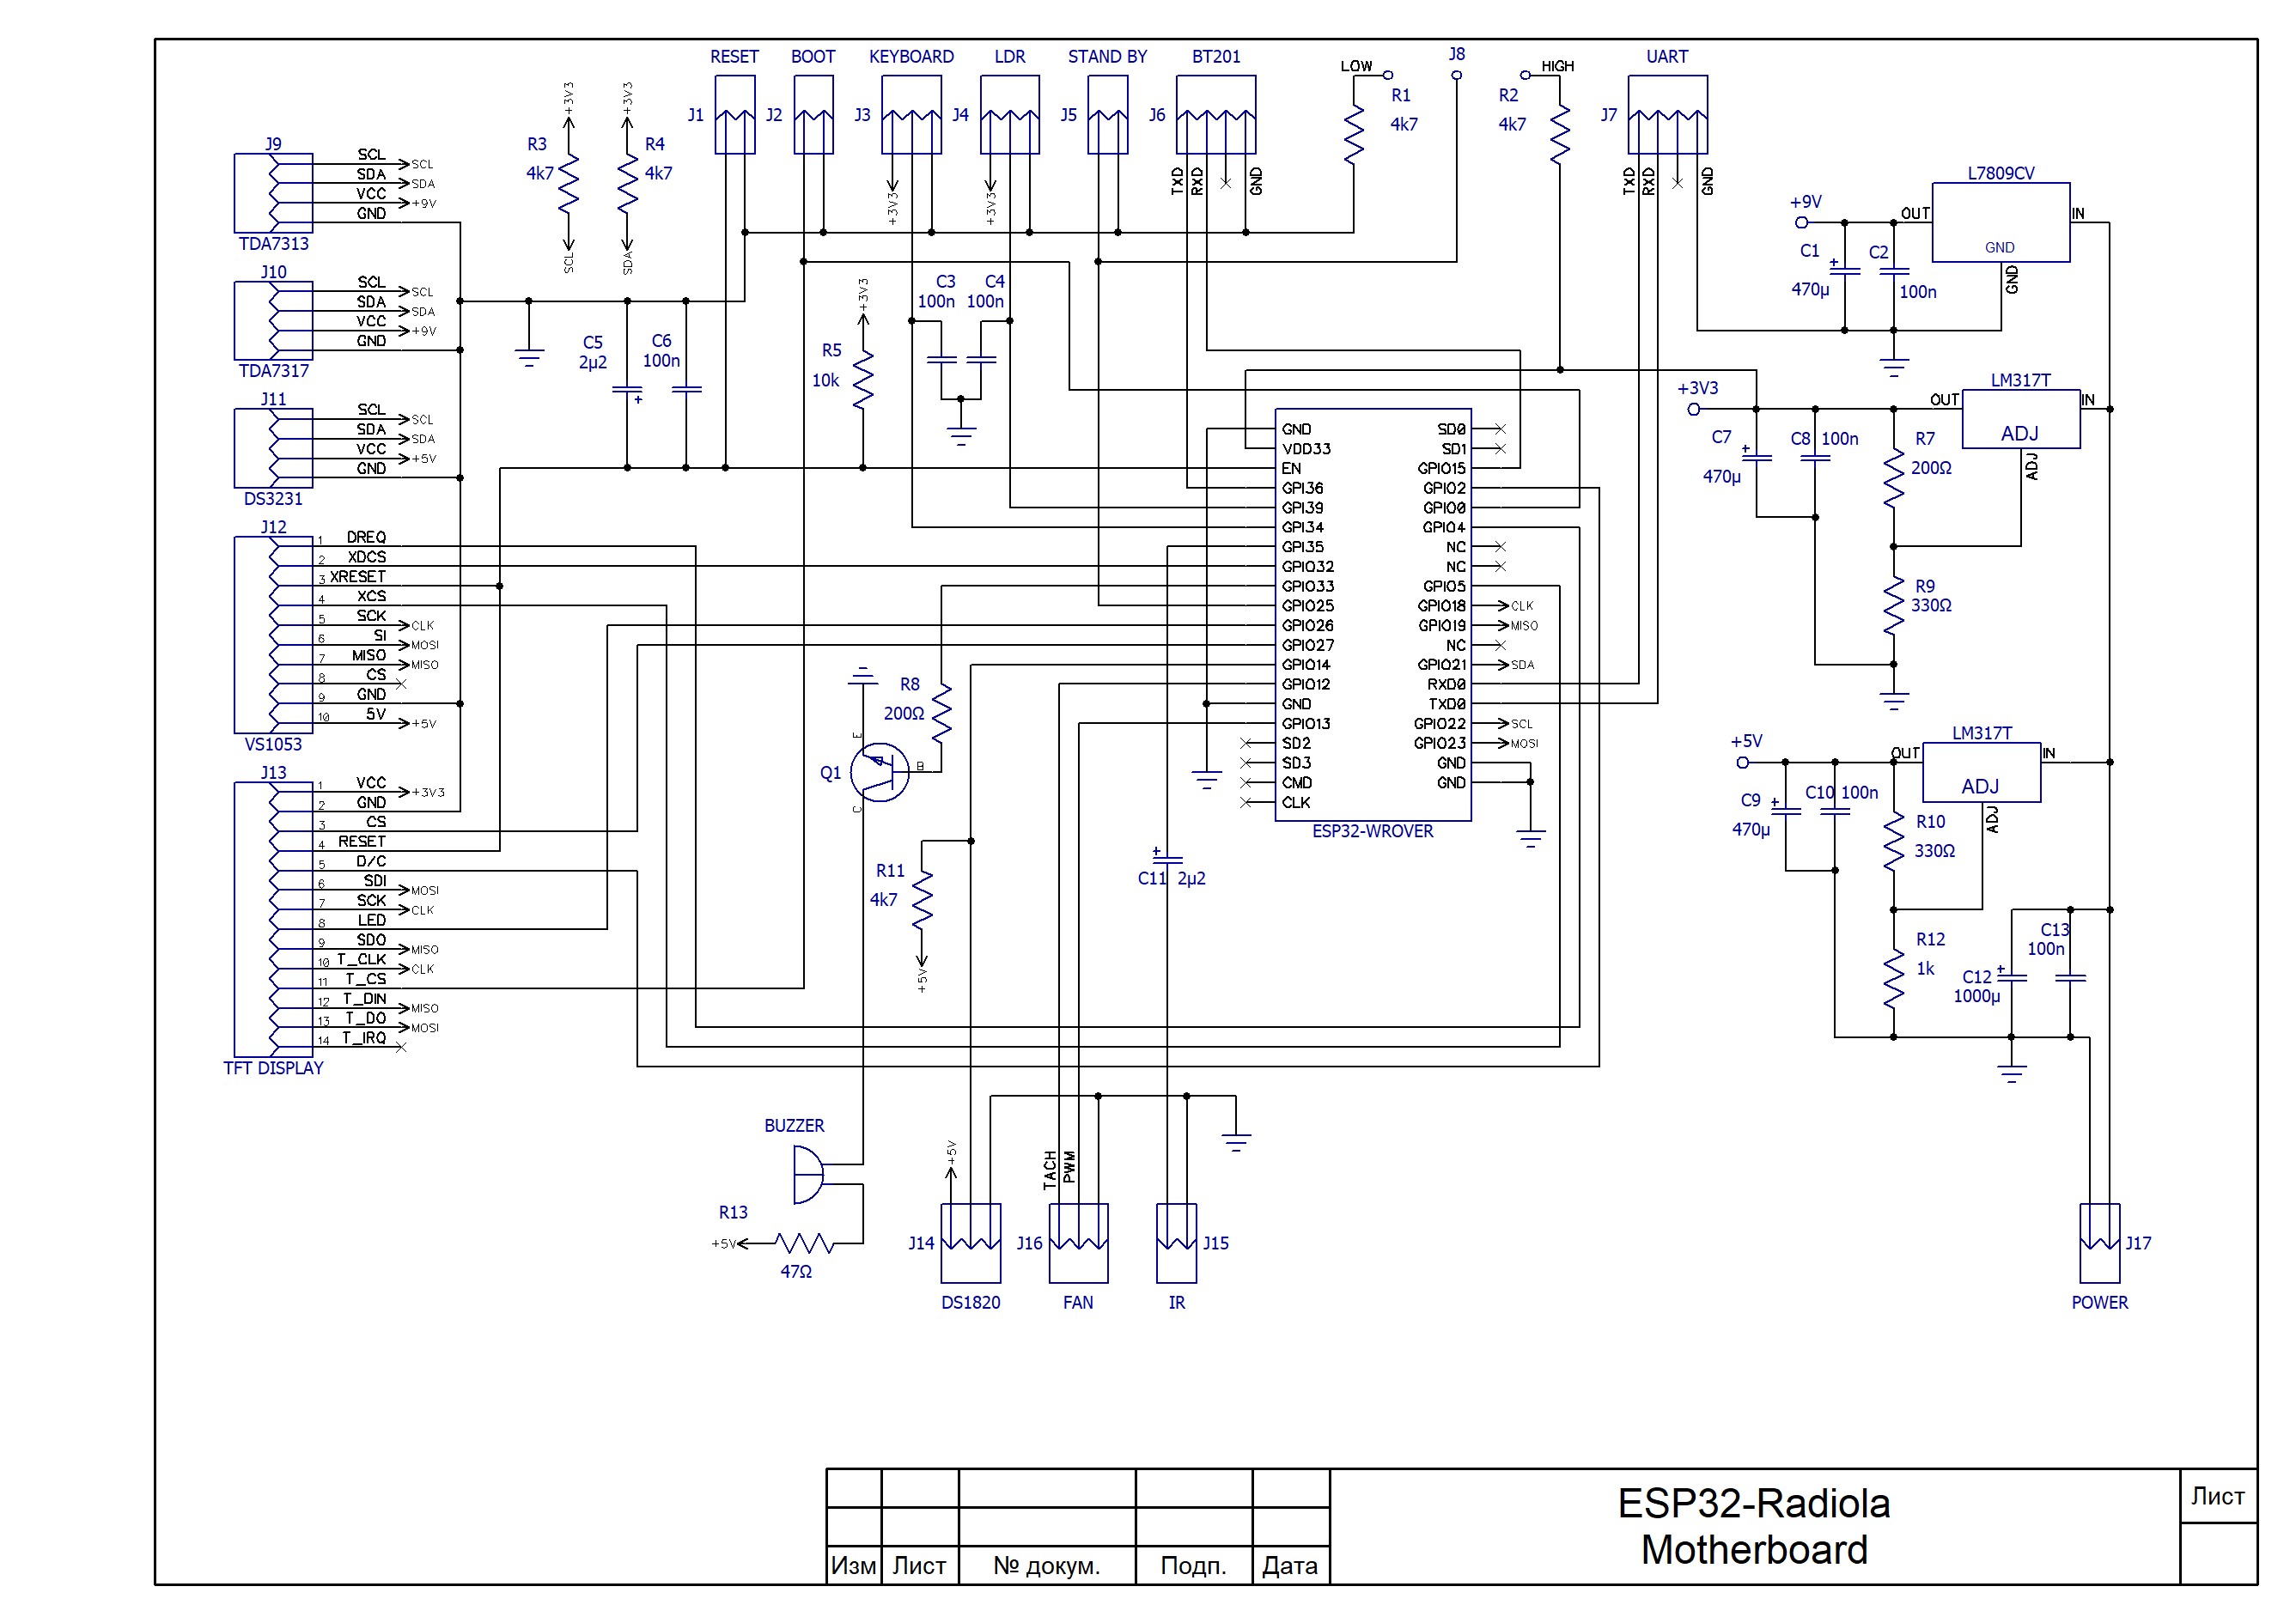 RESET BOOT KEYBOARD LDR STAND BY BT201 J8 UART
LOW HIGH
J1 J2 J3 J4 J5 J6 J7
R1
4k7
R2
4k7
+3V3 +3V3
R3
4k7
R4
4k7
SCL SDA
+3V3 +3V3
TXD RXD GND
TXD RXD GND
J9
SCL SCL
SDA SDA
VCC +9V
GND
TDA7313
J10
SCL SCL
SDA SDA
VCC +9V
GND
TDA7317
J11
SCL SCL
SDA SDA
VCC +5V
GND
DS3231
J12
1 DREQ
2 XDCS
3 XRESET
4 XCS
5 SCK CLK
6 SI MOSI
7 MISO MISO
8 CS
9 GND
10 5V +5V
VS1053
J13
1 VCC +3V3
2 GND
3 CS
4 RESET
5 D/C
6 SDI MOSI
7 SCK CLK
8 LED
9 SDO MISO
10 T_CLK CLK
11 T_CS
12 T_DIN MISO
13 T_DO MOSI
14 T_IRQ
TFT DISPLAY
C5
2µ2
C6
100n
+3V3
R5
10k
C3
100n
C4
100n
GND SD0
VDD33 SD1
EN GPIO15
GPI36 GPIO2
GPI39 GPIO0
GPI34 GPIO4
GPI35 NC
GPIO32 NC
GPIO33 GPIO5
GPIO25 GPIO18 CLK
GPIO26 GPIO19 MISO
GPIO27 NC
GPIO14 GPIO21 SDA
GPIO12 RXD0
GND TXD0
GPIO13 GPIO22 SCL
SD2 GPIO23 MOSI
SD3 GND
CMD GND
CLK
ESP32-WROVER
R8
200Ω
Q1
E
B
C
R11
4k7
+5V
C11 2µ2
L7809CV
+9V
OUT IN
GND
GND
C1
470µ
C2
100n
LM317T
+3V3
OUT IN
ADJ
ADJ
C7
470µ
C8 100n
R7
200Ω
R9
330Ω
LM317T
+5V
OUT IN
ADJ
ADJ
C9
470µ
C10 100n
R10
330Ω
R12
1k
C12
1000µ
C13
100n
BUZZER
R13
+5V
47Ω
+5V
TACH
PWM
J14 J16 J15 J17
DS1820 FAN IR POWER
ESP32-Radiola
Motherboard
Лист
Изм Лист № докум. Подп. Дата